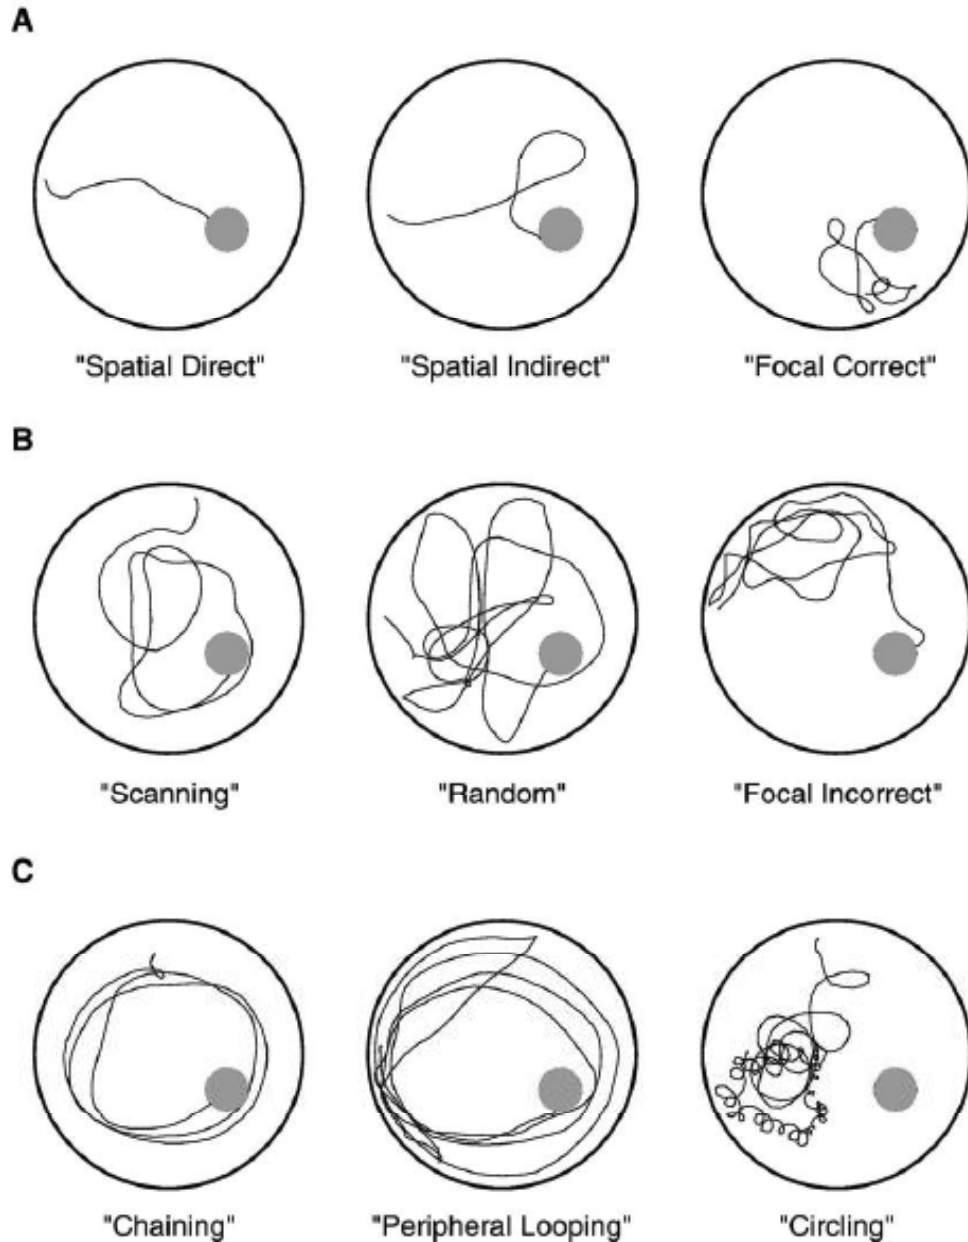 A
"Spatial Direct" "Spatial Indirect" "Focal Correct"
B
"Scanning" "Random" "Focal Incorrect"
C
"Chaining" "Peripheral Looping" "Circling"